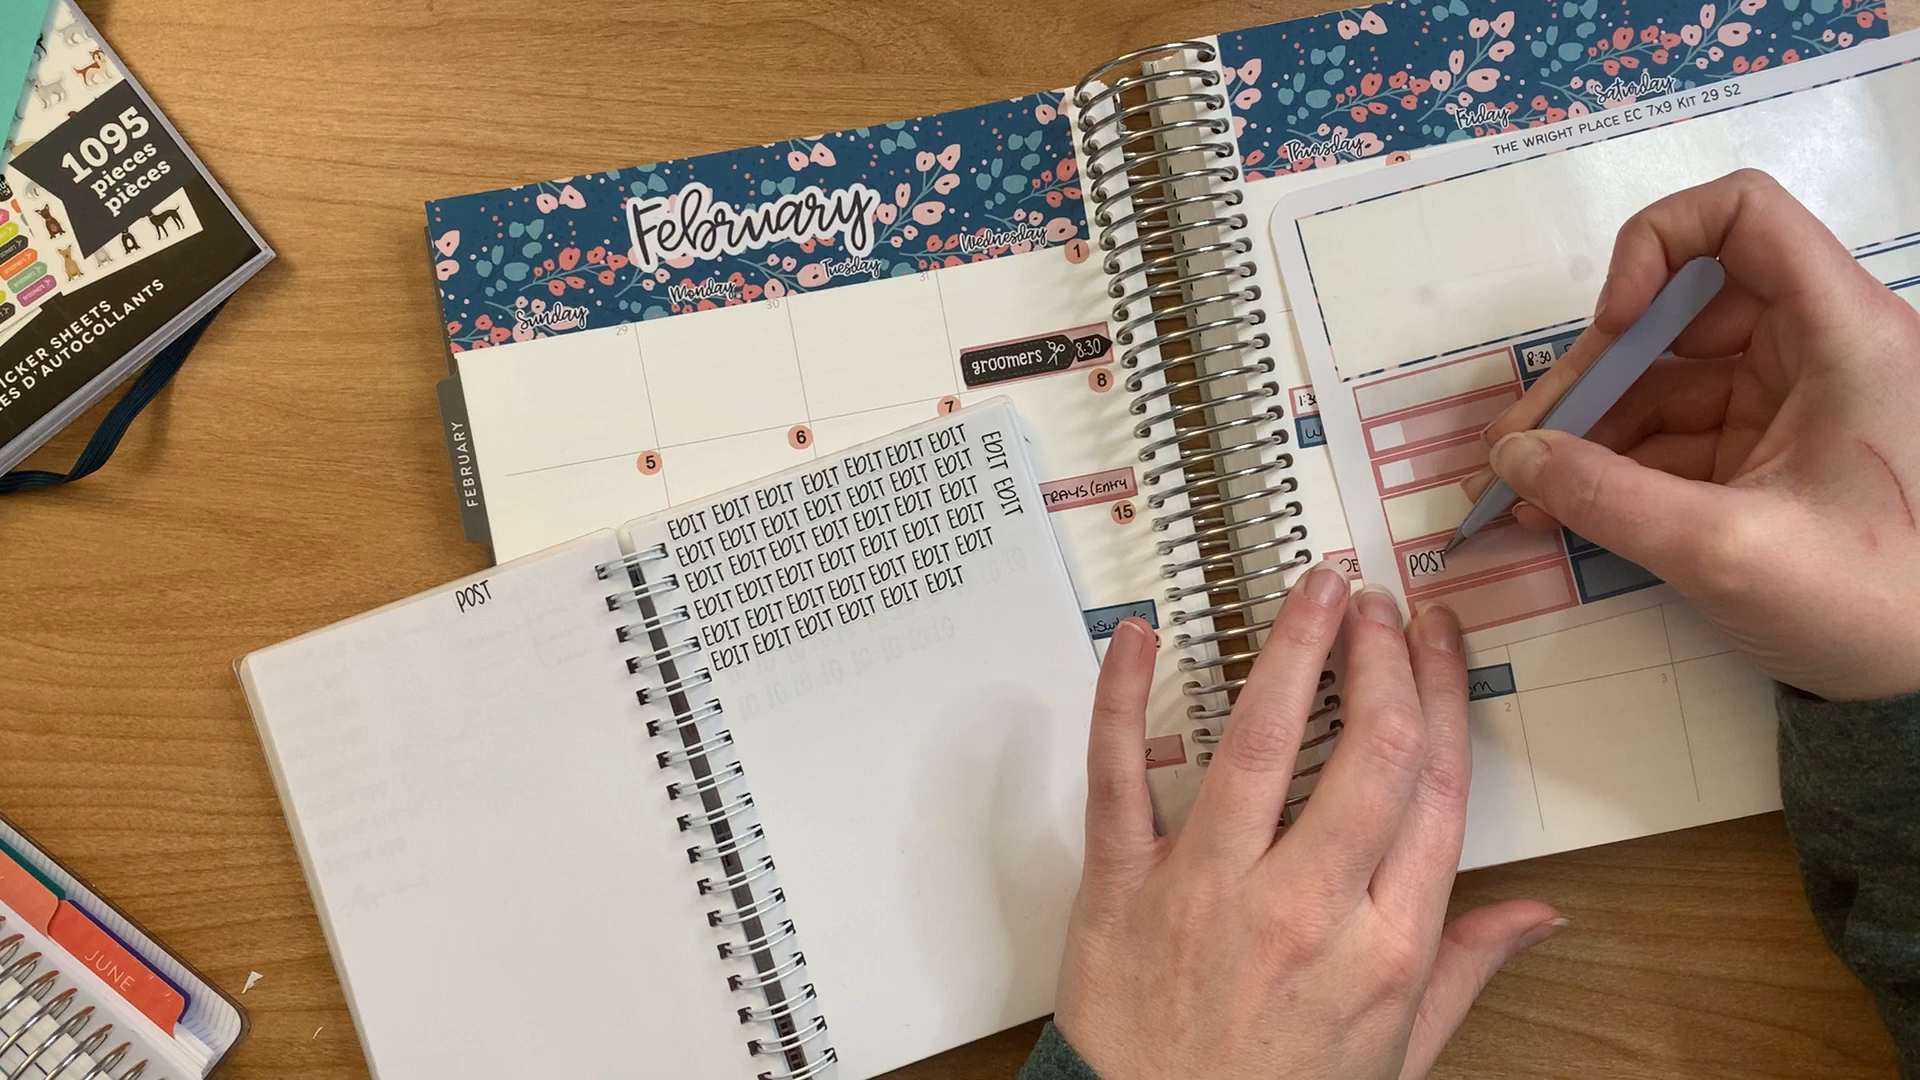 1095
pieces
pièces
February
Sunday
Monday
Tuesday
Wednesday
Thursday
Friday
Saturday
THE WRIGHT PLACE EC 7x9 KIT 29 S2
29
30
31
1
groomers 8:30
8
7
6
5
FEBRUARY
TRAYS (Entry
15
8:30
POST
POST
EDIT EDIT EDIT EDIT EDIT EDIT EDIT
EDIT EDIT EDIT EDIT EDIT EDIT EDIT
EDIT EDIT EDIT EDIT EDIT EDIT EDIT
EDIT EDIT EDIT EDIT EDIT EDIT EDIT
EDIT EDIT EDIT EDIT EDIT EDIT EDIT
EDIT EDIT EDIT EDIT EDIT EDIT
EDIT EDIT
2
3
1
JUNE